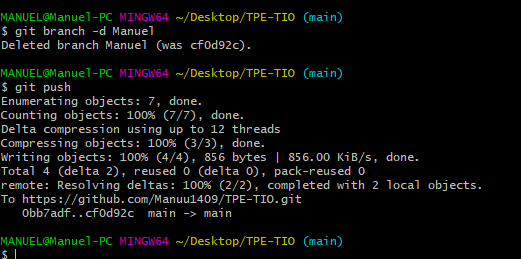 MANUEL@Manuel-PC MINGW64 ~/Desktop/TPE-TIO (main)
$ git branch -d Manuel
Deleted branch Manuel (was cf0d92c).
MANUEL@Manuel-PC MINGW64 ~/Desktop/TPE-TIO (main)
$ git push
Enumerating objects: 7, done.
Counting objects: 100% (7/7), done.
Delta compression using up to 12 threads
Compressing objects: 100% (3/3), done.
Writing objects: 100% (4/4), 856 bytes | 856.00 KiB/s, done.
Total 4 (delta 2), reused 0 (delta 0), pack-reused 0
remote: Resolving deltas: 100% (2/2), completed with 2 local objects.
To https://github.com/Manuu1409/TPE-TIO.git
0bb7adf..cf0d92c  main -> main
MANUEL@Manuel-PC MINGW64 ~/Desktop/TPE-TIO (main)
$